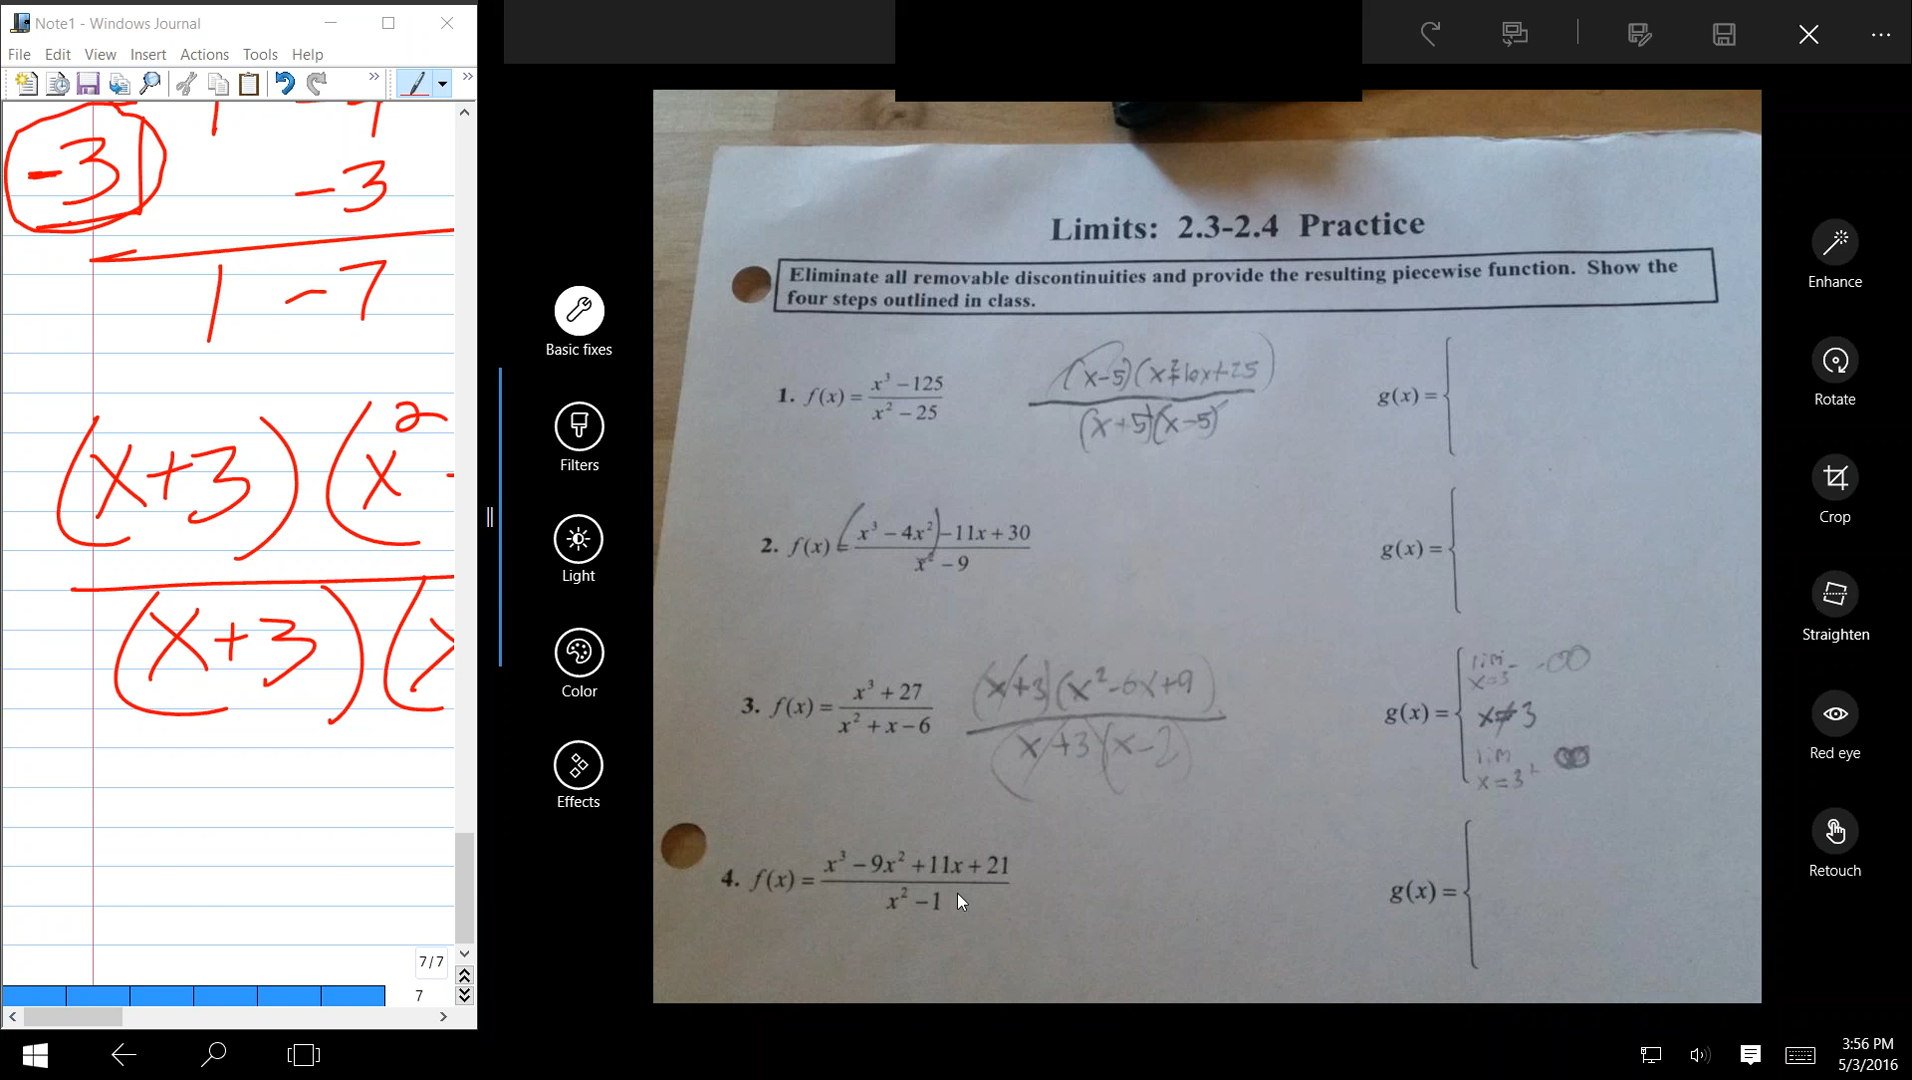 Note1 - Windows Journal
File Edit View Insert Actions Tools Help
-3
-3
1 -7
(x+3)(x²
(x+3)(x
7/7
7
Basic fixes
Filters
Light
Color
Effects
Limits: 2.3-2.4 Practice
Eliminate all removable discontinuities and provide the resulting piecewise function. Show the
four steps outlined in class.
1. f(x) = (x³ − 125)/(x² − 25) g(x) =
(x+5)(x-5)
2. f(x) = (x³ − 4x²) − 11x + 30 / x² − 9 g(x) =
3. f(x) = (x³ + 27)/(x² + x − 6) (x+3)(x²-6x+9)/(x+3)(x-2) g(x) =
lim -∞
x=3⁻
x≠3
lim
x=3⁺
4. f(x) = (x³ − 9x² + 11x + 21)/(x² − 1) g(x) =
Enhance
Rotate
Crop
Straighten
Red eye
Retouch
3:56 PM
5/3/2016